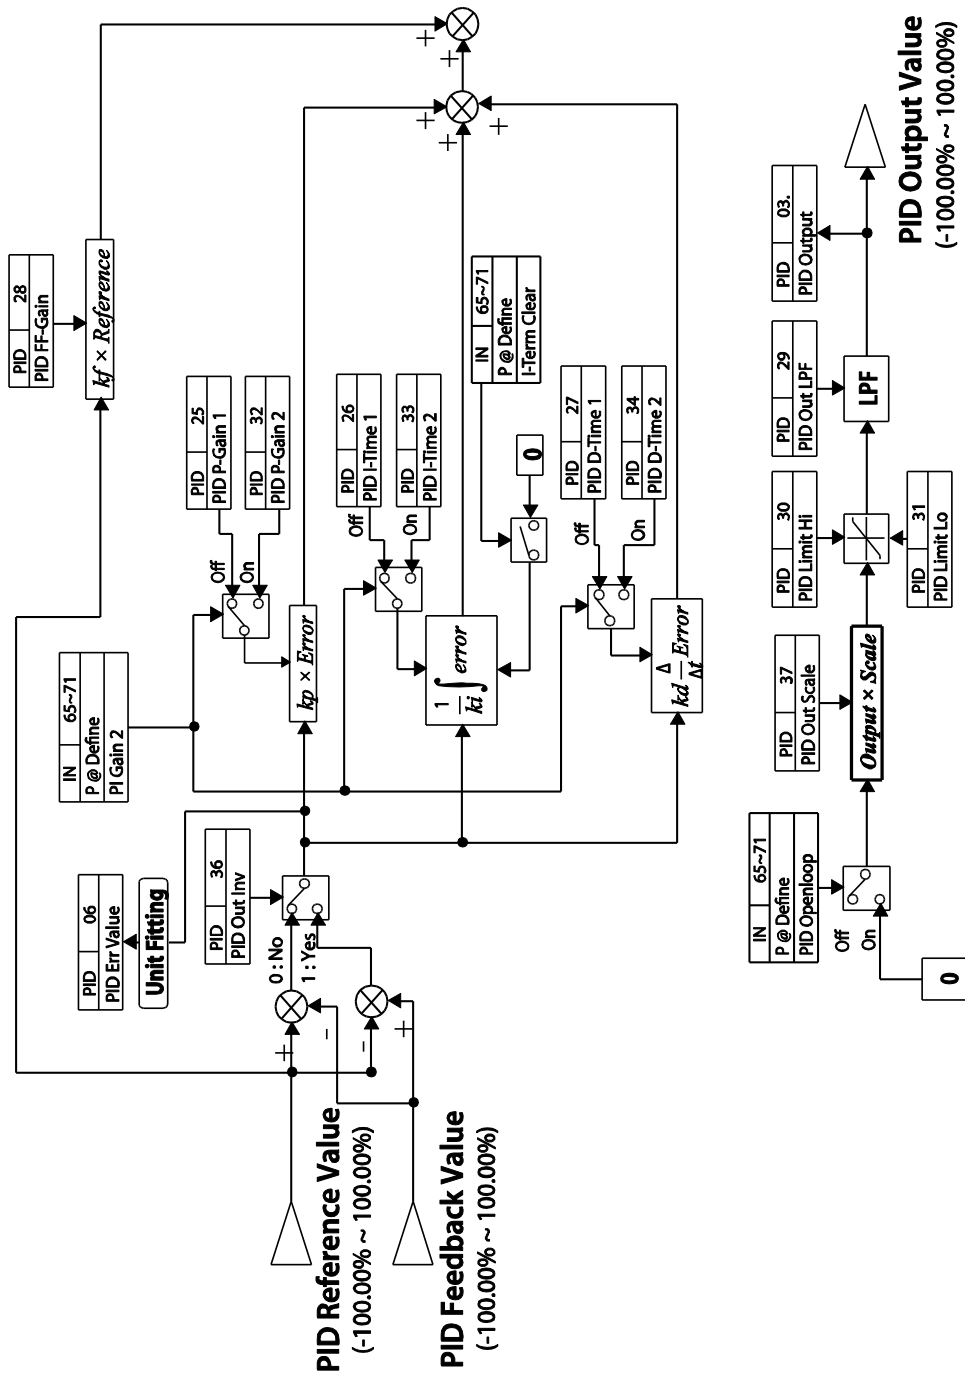 PID Reference Value
(-100.00% ~ 100.00%)
PID Feedback Value
(-100.00% ~ 100.00%)
+
-
-
+
0 : No
1 : Yes
PID 06
PID Err Value
Unit Fitting
PID 36
PID Out Inv
IN 65~71
P @ Define
PI Gain 2
PID 28
PID FF-Gain
kf × Reference
PID 25
PID P-Gain 1
PID 32
PID P-Gain 2
Off
On
kp × Error
PID 26
PID I-Time 1
PID 33
PID I-Time 2
Off
On
1/ki ∫ error
IN 65~71
P @ Define
I-Term Clear
0
PID 27
PID D-Time 1
PID 34
PID D-Time 2
Off
On
kd Δ/Δt Error
+
+
+
+
+
IN 65~71
P @ Define
PID Openloop
Off
On
0
PID 37
PID Out Scale
Output × Scale
PID 30
PID Limit Hi
PID 31
PID Limit Lo
PID 29
PID Out LPF
LPF
PID 03.
PID Output
PID Output Value
(-100.00% ~ 100.00%)